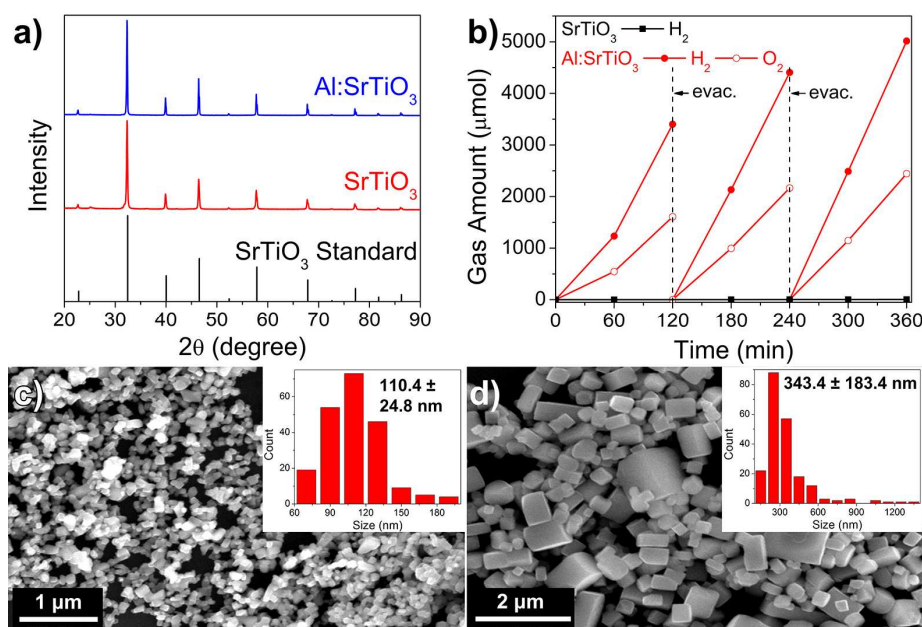 a)
Al:SrTiO3
SrTiO3
SrTiO3 Standard
Intensity
20 30 40 50 60 70 80 90
2θ (degree)
b)
SrTiO3 H2
Al:SrTiO3 H2 O2
evac.
evac.
5000
4000
3000
2000
1000
0
Gas Amount (μmol)
0 60 120 180 240 300 360
Time (min)
c)
110.4 ±
24.8 nm
60
40
20
0
Count
60 90 120 150 180
Size (nm)
1 μm
d)
343.4 ± 183.4 nm
80
60
40
20
0
Count
300 600 900 1200
Size (nm)
2 μm